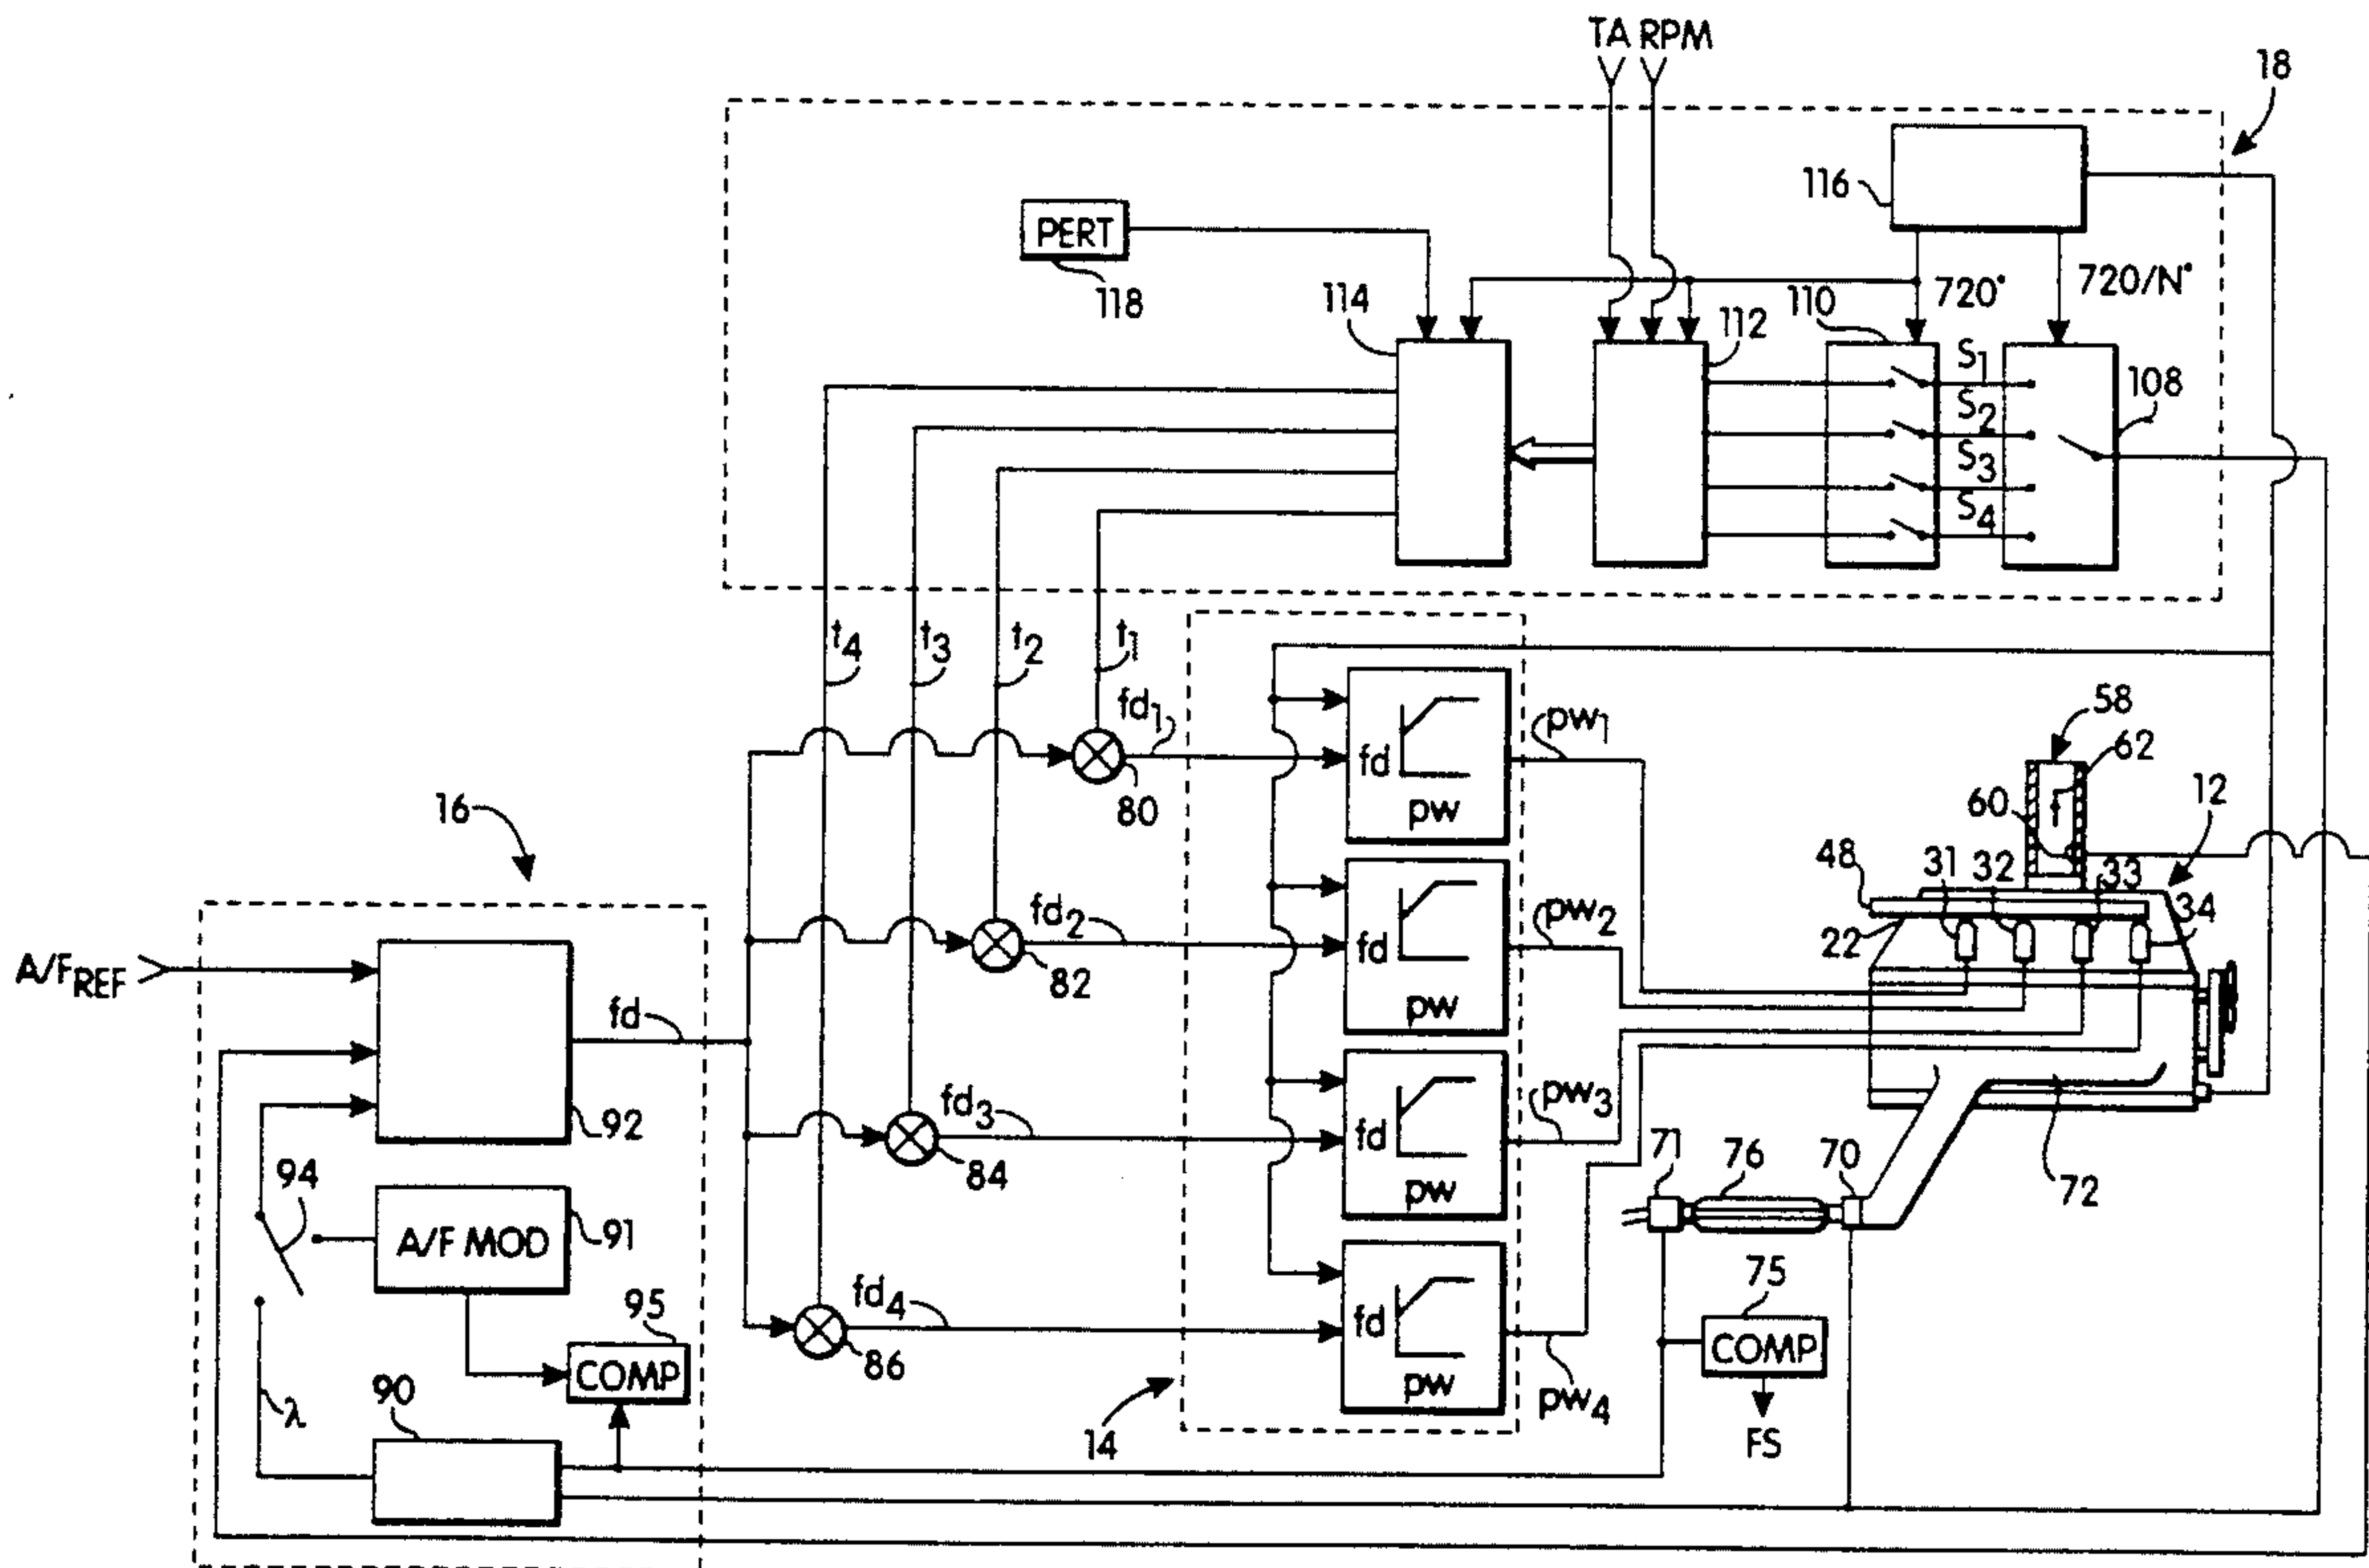 TA RPM
18
116
PERT
118
114
112
110
720°
720/N°
108
S1
S2
S3
S4
t4
t3
t2
t1
fd1
80
fd
pw
pw1
58
62
60
12
16
48
31
32
33
34
22
fd2
82
fd
pw
pw2
A/FREF
fd
92
fd3
84
fd
pw
pw3
71
76
70
72
94
A/F MOD
91
95
COMP
fd4
86
fd
pw
pw4
75
COMP
FS
λ
90
14